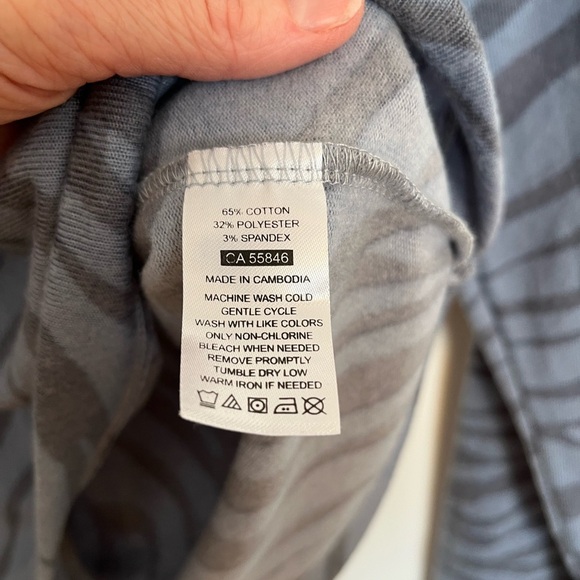 65% COTTON
32% POLYESTER
3% SPANDEX
CA 55846
MADE IN CAMBODIA
MACHINE WASH COLD
GENTLE CYCLE
WASH WITH LIKE COLORS
ONLY NON-CHLORINE
BLEACH WHEN NEEDED
REMOVE PROMPTLY
TUMBLE DRY LOW
WARM IRON IF NEEDED